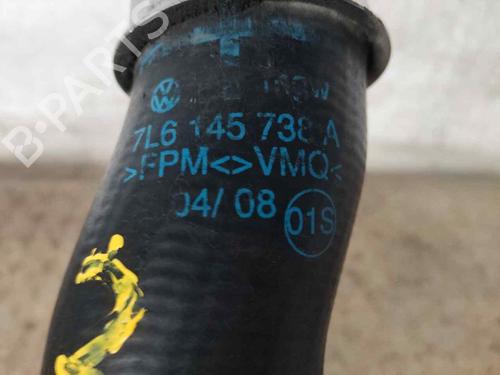 7L6 145 738 A
>FPM<>VMQ<
04/ 08 01S
B-PARTS